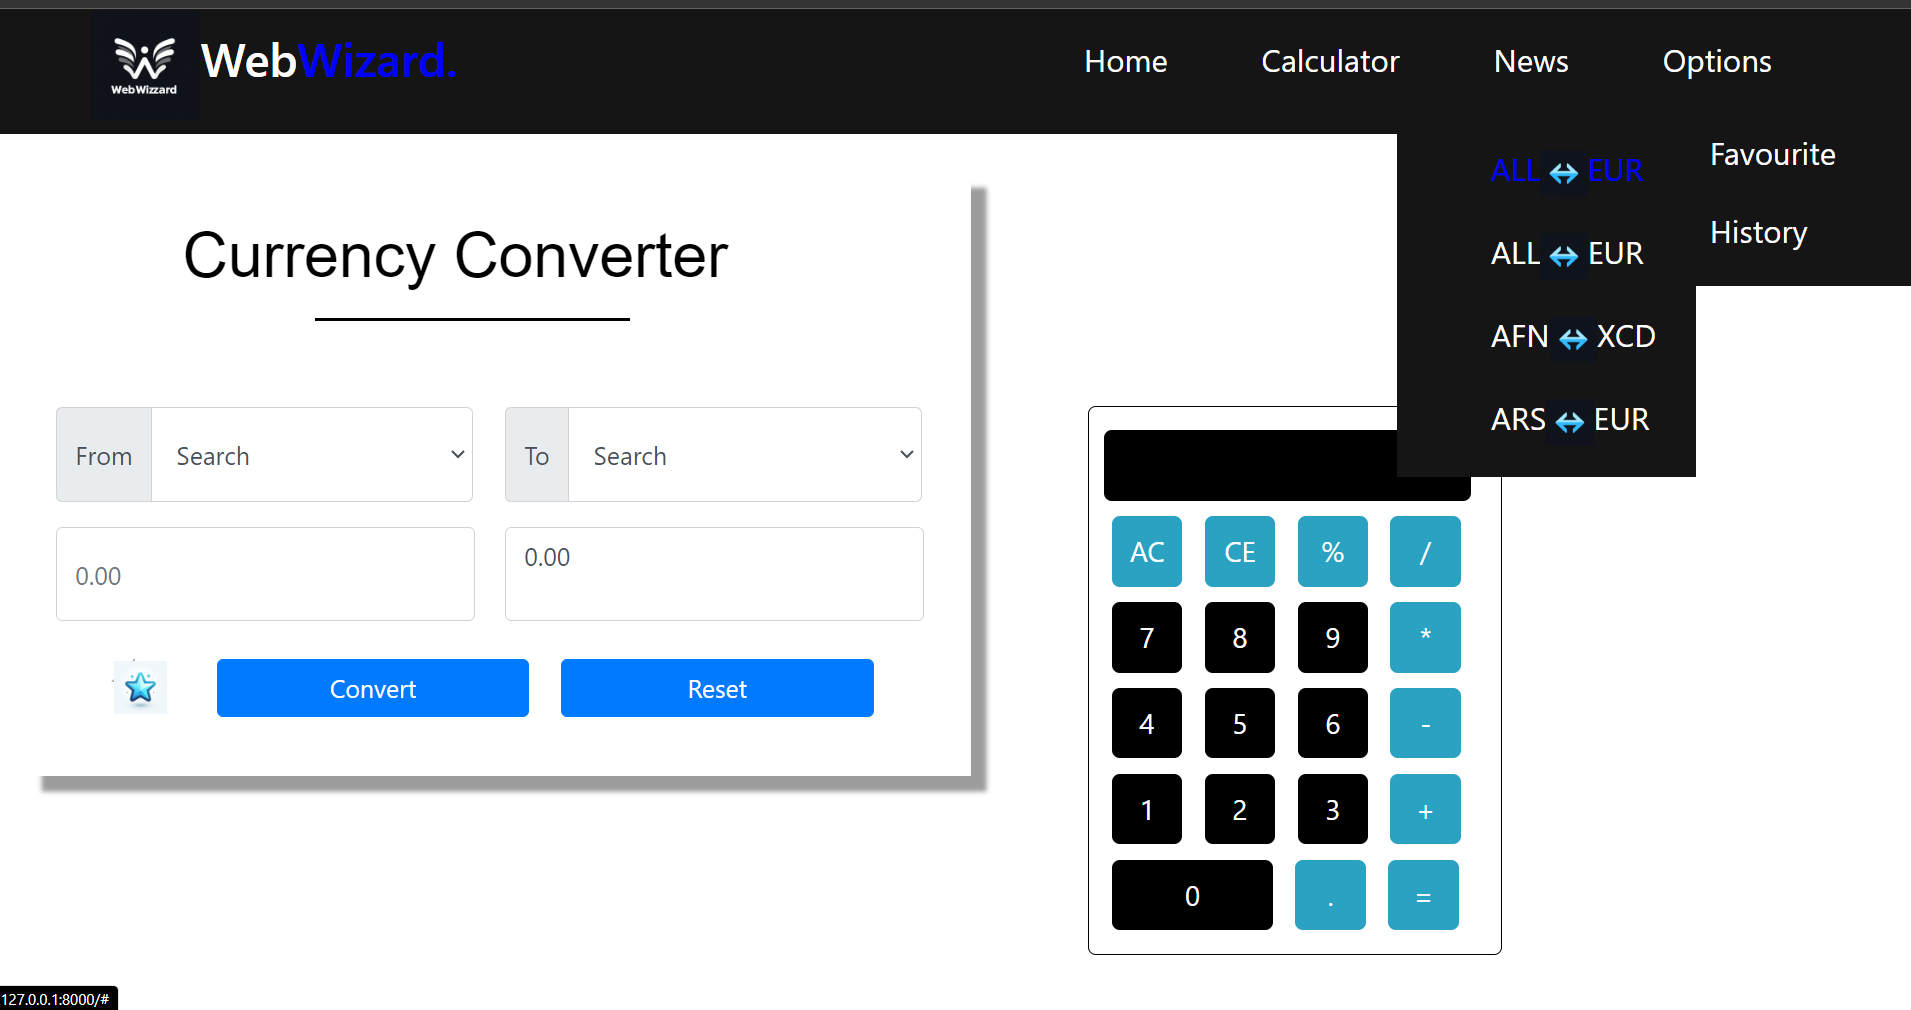 WebWizzard
WebWizard.
Home Calculator News Options
Favourite
History
ALL EUR
ALL EUR
AFN XCD
ARS EUR
Currency Converter
From Search
To Search
0.00
0.00
Convert Reset
AC CE % /
7 8 9 *
4 5 6 -
1 2 3 +
0 . =
127.0.0.1:8000/#